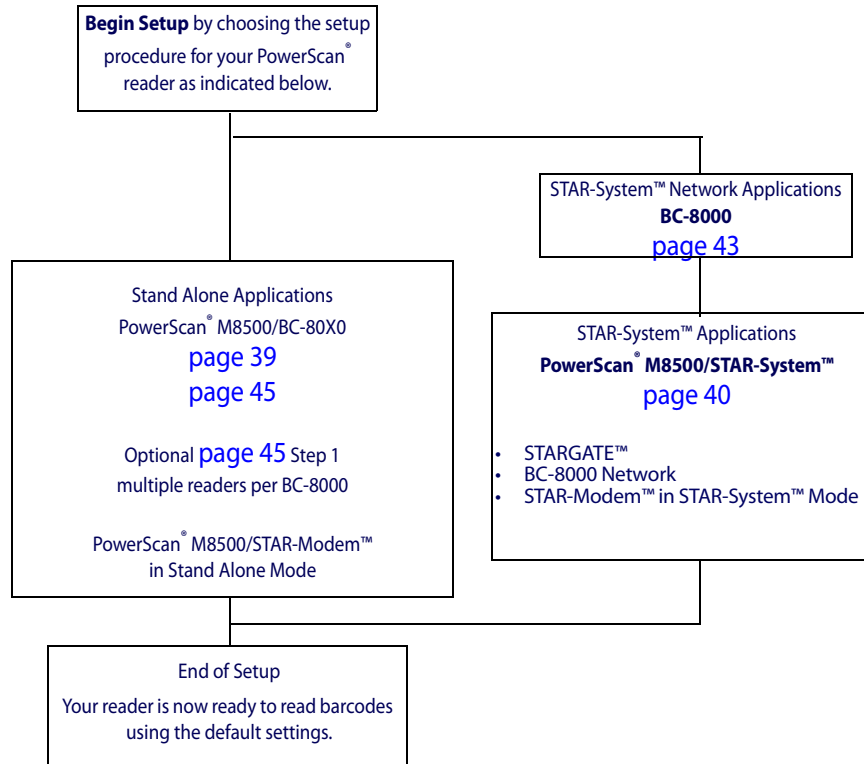 Begin Setup by choosing the setup
procedure for your PowerScan®
reader as indicated below.
STAR-System™ Network Applications
BC-8000
page 43
Stand Alone Applications
PowerScan® M8500/BC-80X0
page 39
page 45
Optional page 45 Step 1
multiple readers per BC-8000
PowerScan® M8500/STAR-Modem™
in Stand Alone Mode
STAR-System™ Applications
PowerScan® M8500/STAR-System™
page 40
• STARGATE™
• BC-8000 Network
• STAR-Modem™ in STAR-System™ Mode
End of Setup
Your reader is now ready to read barcodes
using the default settings.